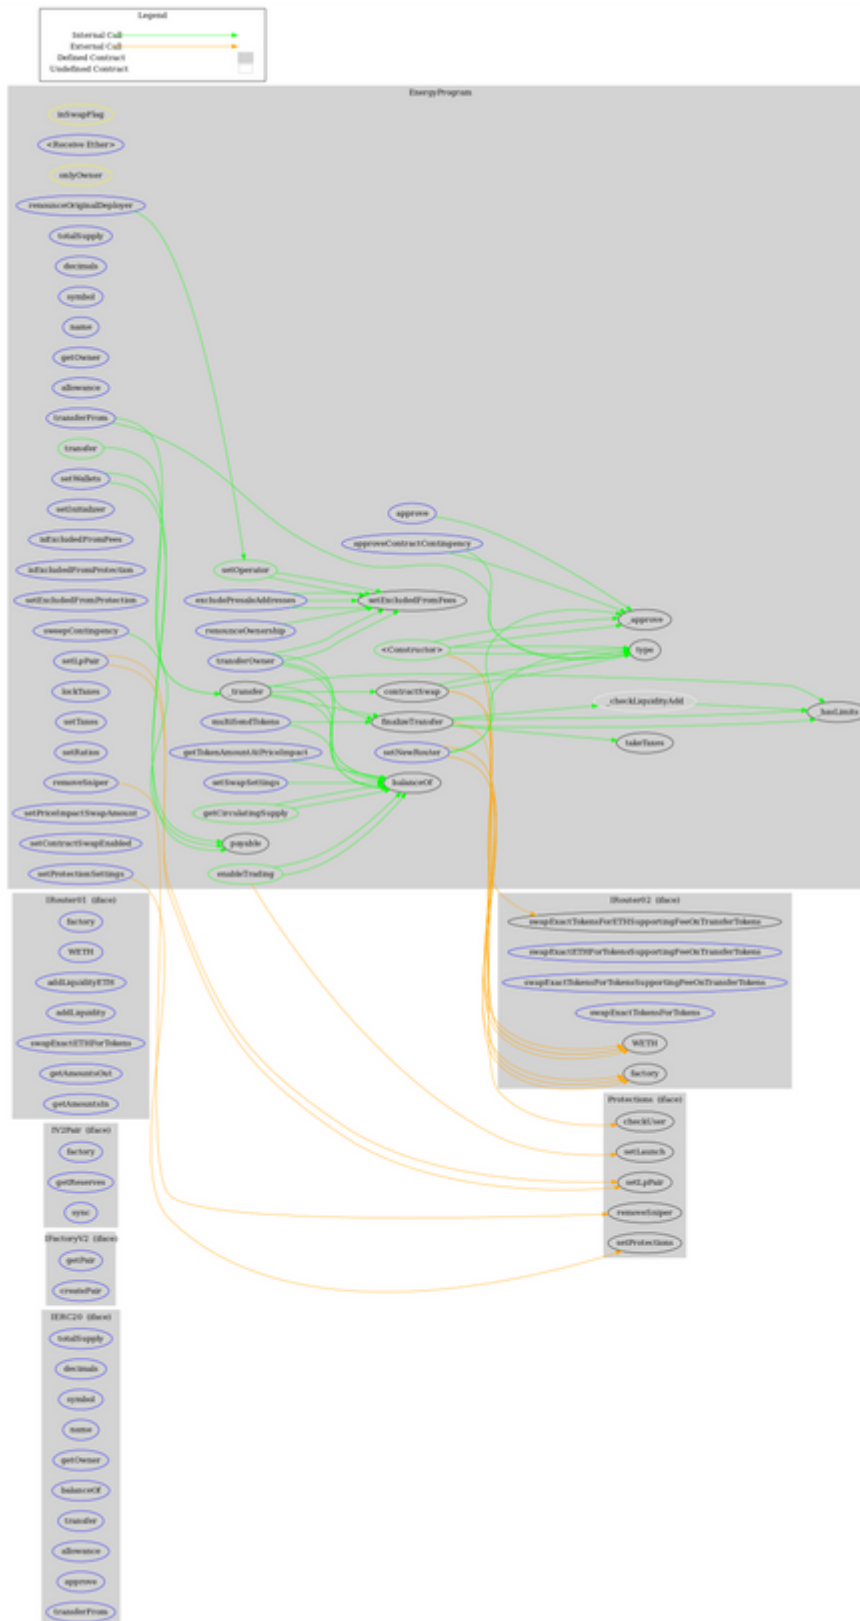 Legend
Internal Call
External Call
Defined Contract
Undefined Contract
EnergyProgram
inSwapFlag
<Receive Ether>
onlyOwner
renounceOriginalDeployer
totalSupply
decimals
symbol
name
getOwner
allowance
transferFrom
transfer
setWallets
setInitializer
isExcludedFromFees
isExcludedFromProtection
setExcludedFromProtection
sweepContingency
setLpPair
lockTaxes
setTaxes
setRatios
removeSniper
setPriceImpactSwapAmount
setContractSwapEnabled
setProtectionSettings
setOperator
excludePresaleAddresses
renounceOwnership
transferOwner
_transfer
multiSendTokens
getTokenAmountAtPriceImpact
setSwapSettings
getCirculatingSupply
payable
enableTrading
approve
approveContractContingency
setExcludedFromFees
<Constructor>
contractSwap
finalizeTransfer
setNewRouter
balanceOf
_approve
type
_checkLiquidityAdd
takeTaxes
_hasLimits
IRouter01 (iface)
factory
WETH
addLiquidityETH
addLiquidity
swapExactETHForTokens
getAmountsOut
getAmountsIn
IRouter02 (iface)
swapExactTokensForETHSupportingFeeOnTransferTokens
swapExactETHForTokensSupportingFeeOnTransferTokens
swapExactTokensForTokensSupportingFeeOnTransferTokens
swapExactTokensForTokens
WETH
factory
Protections (iface)
checkUser
setLaunch
setLpPair
removeSniper
setProtections
IV2Pair (iface)
factory
getReserves
sync
IFactoryV2 (iface)
getPair
createPair
IERC20 (iface)
totalSupply
decimals
symbol
name
getOwner
balanceOf
transfer
allowance
approve
transferFrom